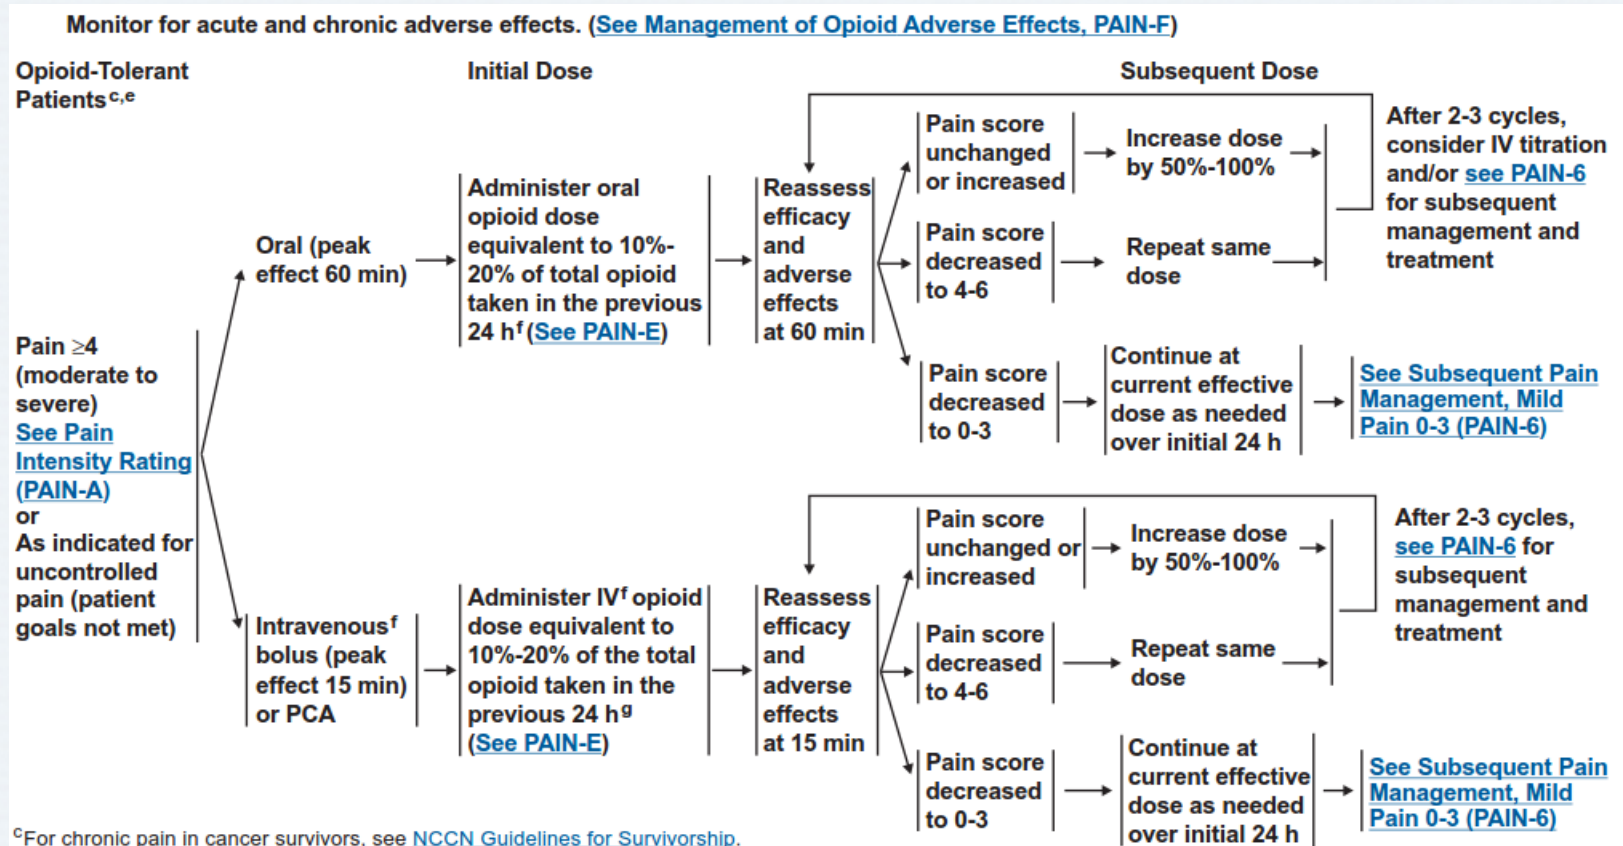 Monitor for acute and chronic adverse effects. (See Management of Opioid Adverse Effects, PAIN-F)
Opioid-Tolerant
Patients c,e
Initial Dose
Subsequent Dose
Pain ≥4
(moderate to
severe)
See Pain
Intensity Rating
(PAIN-A)
or
As indicated for
uncontrolled
pain (patient
goals not met)
Oral (peak
effect 60 min)
Administer oral
opioid dose
equivalent to 10%-
20% of total opioid
taken in the previous
24 h f (See PAIN-E)
Reassess
efficacy
and
adverse
effects
at 60 min
Pain score
unchanged
or increased
Increase dose
by 50%-100%
Pain score
decreased
to 4-6
Repeat same
dose
After 2-3 cycles,
consider IV titration
and/or see PAIN-6
for subsequent
management and
treatment
Pain score
decreased
to 0-3
Continue at
current effective
dose as needed
over initial 24 h
See Subsequent Pain
Management, Mild
Pain 0-3 (PAIN-6)
Intravenous f
bolus (peak
effect 15 min)
or PCA
Administer IV f opioid
dose equivalent to
10%-20% of the total
opioid taken in the
previous 24 h g
(See PAIN-E)
Reassess
efficacy
and
adverse
effects
at 15 min
Pain score
unchanged or
increased
Increase dose
by 50%-100%
Pain score
decreased
to 4-6
Repeat same
dose
After 2-3 cycles,
see PAIN-6 for
subsequent
management and
treatment
Pain score
decreased
to 0-3
Continue at
current effective
dose as needed
over initial 24 h
See Subsequent Pain
Management, Mild
Pain 0-3 (PAIN-6)
c For chronic pain in cancer survivors, see NCCN Guidelines for Survivorship.